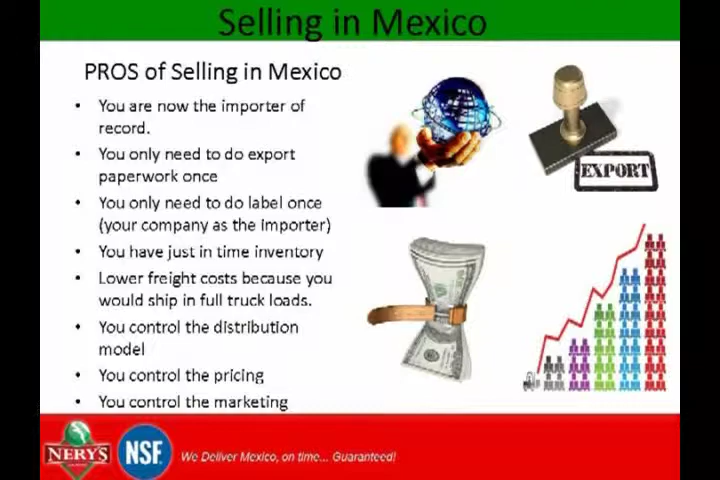 Selling in Mexico
PROS of Selling in Mexico
• You are now the importer of
record.
• You only need to do export
paperwork once
• You only need to do label once
(your company as the importer)
• You have just in time inventory
• Lower freight costs because you
would ship in full truck loads.
• You control the distribution
model
• You control the pricing
• You control the marketing
EXPORT
NERY'S
NSF
We Deliver Mexico, on time... Guaranteed!